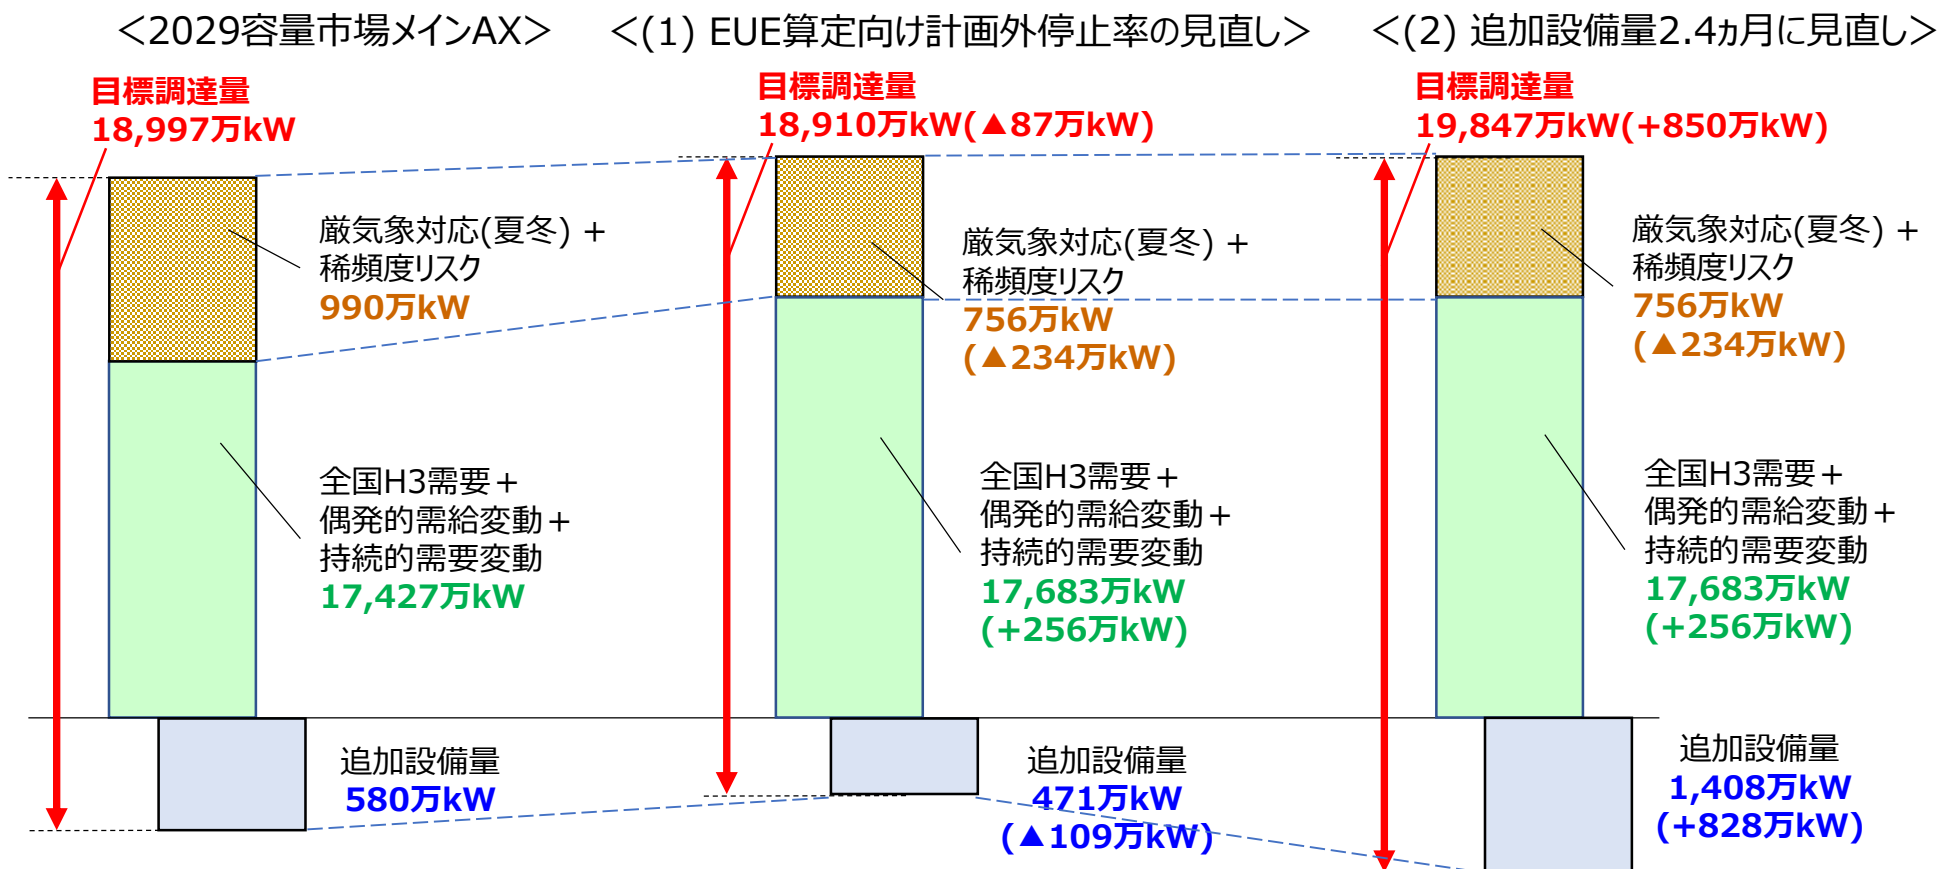 ＜2029容量市場メインAX＞
目標調達量
18,997万kW
厳気象対応(夏冬) +
稀頻度リスク
990万kW
全国H3需要+
偶発的需給変動+
持続的需要変動
17,427万kW
追加設備量
580万kW
＜(1) EUE算定向け計画外停止率の見直し＞
目標調達量
18,910万kW(▲87万kW)
厳気象対応(夏冬) +
稀頻度リスク
756万kW
(▲234万kW)
全国H3需要+
偶発的需給変動+
持続的需要変動
17,683万kW
(+256万kW)
追加設備量
471万kW
(▲109万kW)
＜(2) 追加設備量2.4ヵ月に見直し＞
目標調達量
19,847万kW(+850万kW)
厳気象対応(夏冬) +
稀頻度リスク
756万kW
(▲234万kW)
全国H3需要+
偶発的需給変動+
持続的需要変動
17,683万kW
(+256万kW)
追加設備量
1,408万kW
(+828万kW)